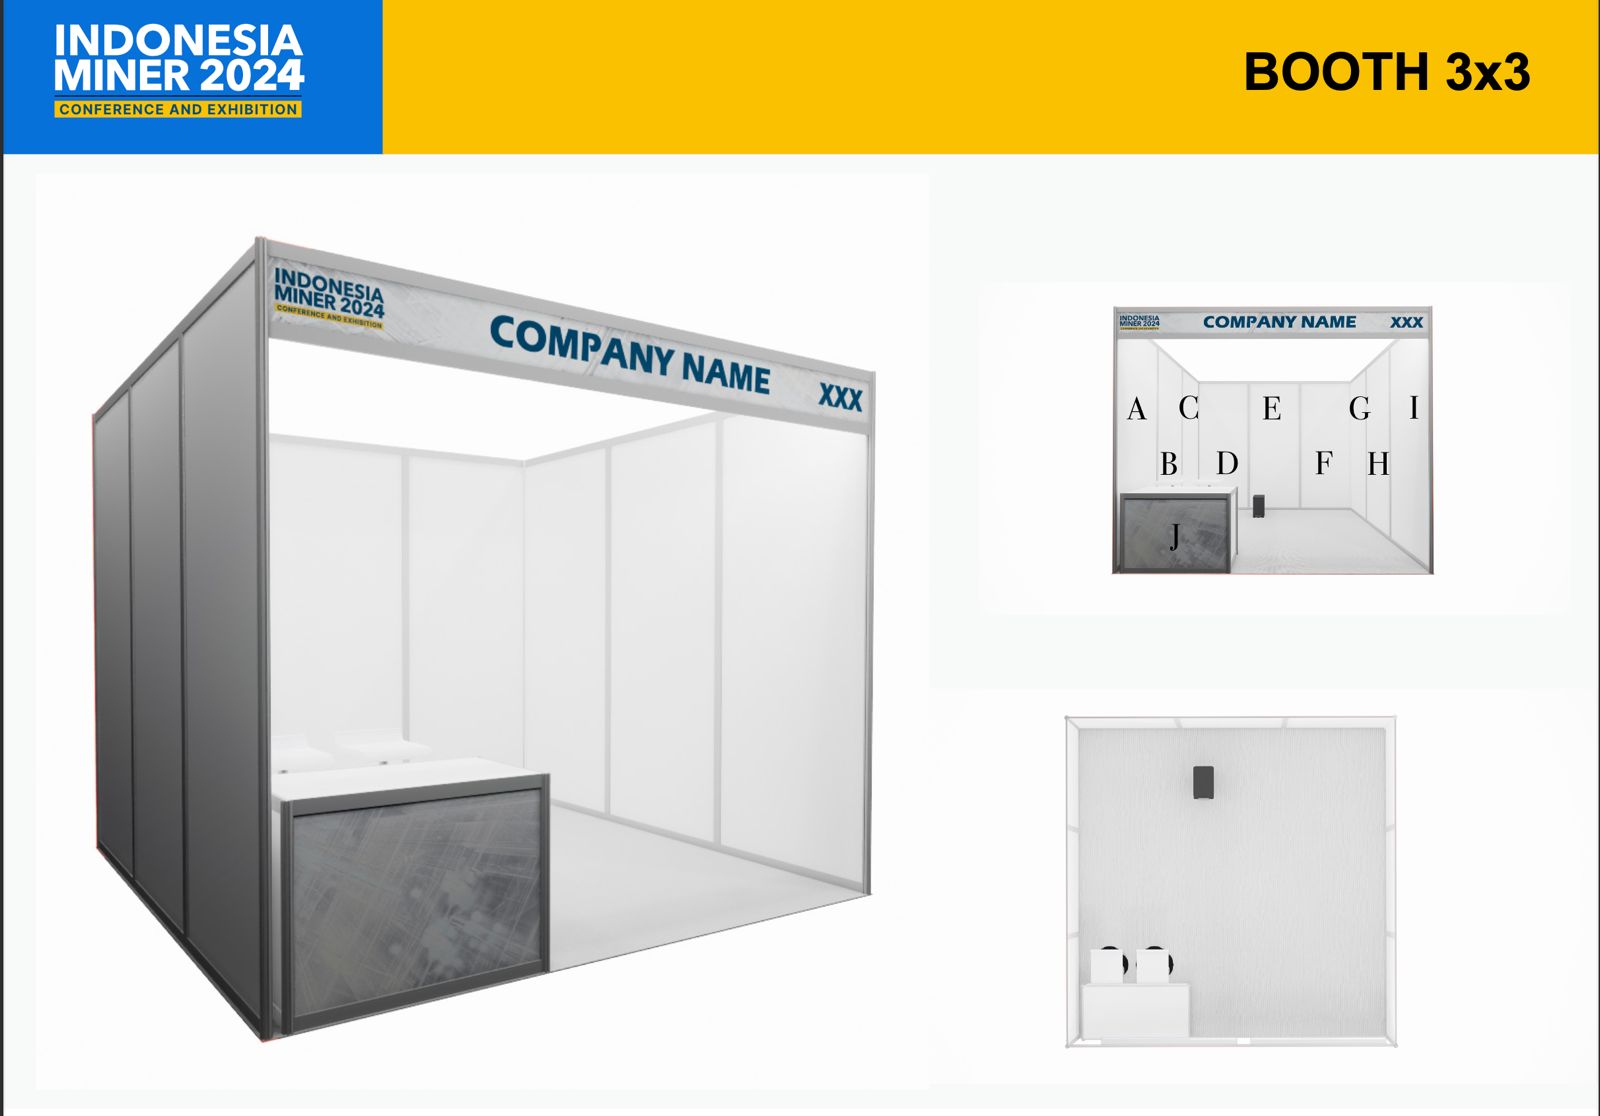 INDONESIA
MINER 2024
CONFERENCE AND EXHIBITION
BOOTH 3x3
INDONESIA
MINER 2024
CONFERENCE AND EXHIBITION
COMPANY NAME
XXX
INDONESIA
MINER 2024
COMPANY NAME
XXX
A
C
E
G
I
B
D
F
H
J